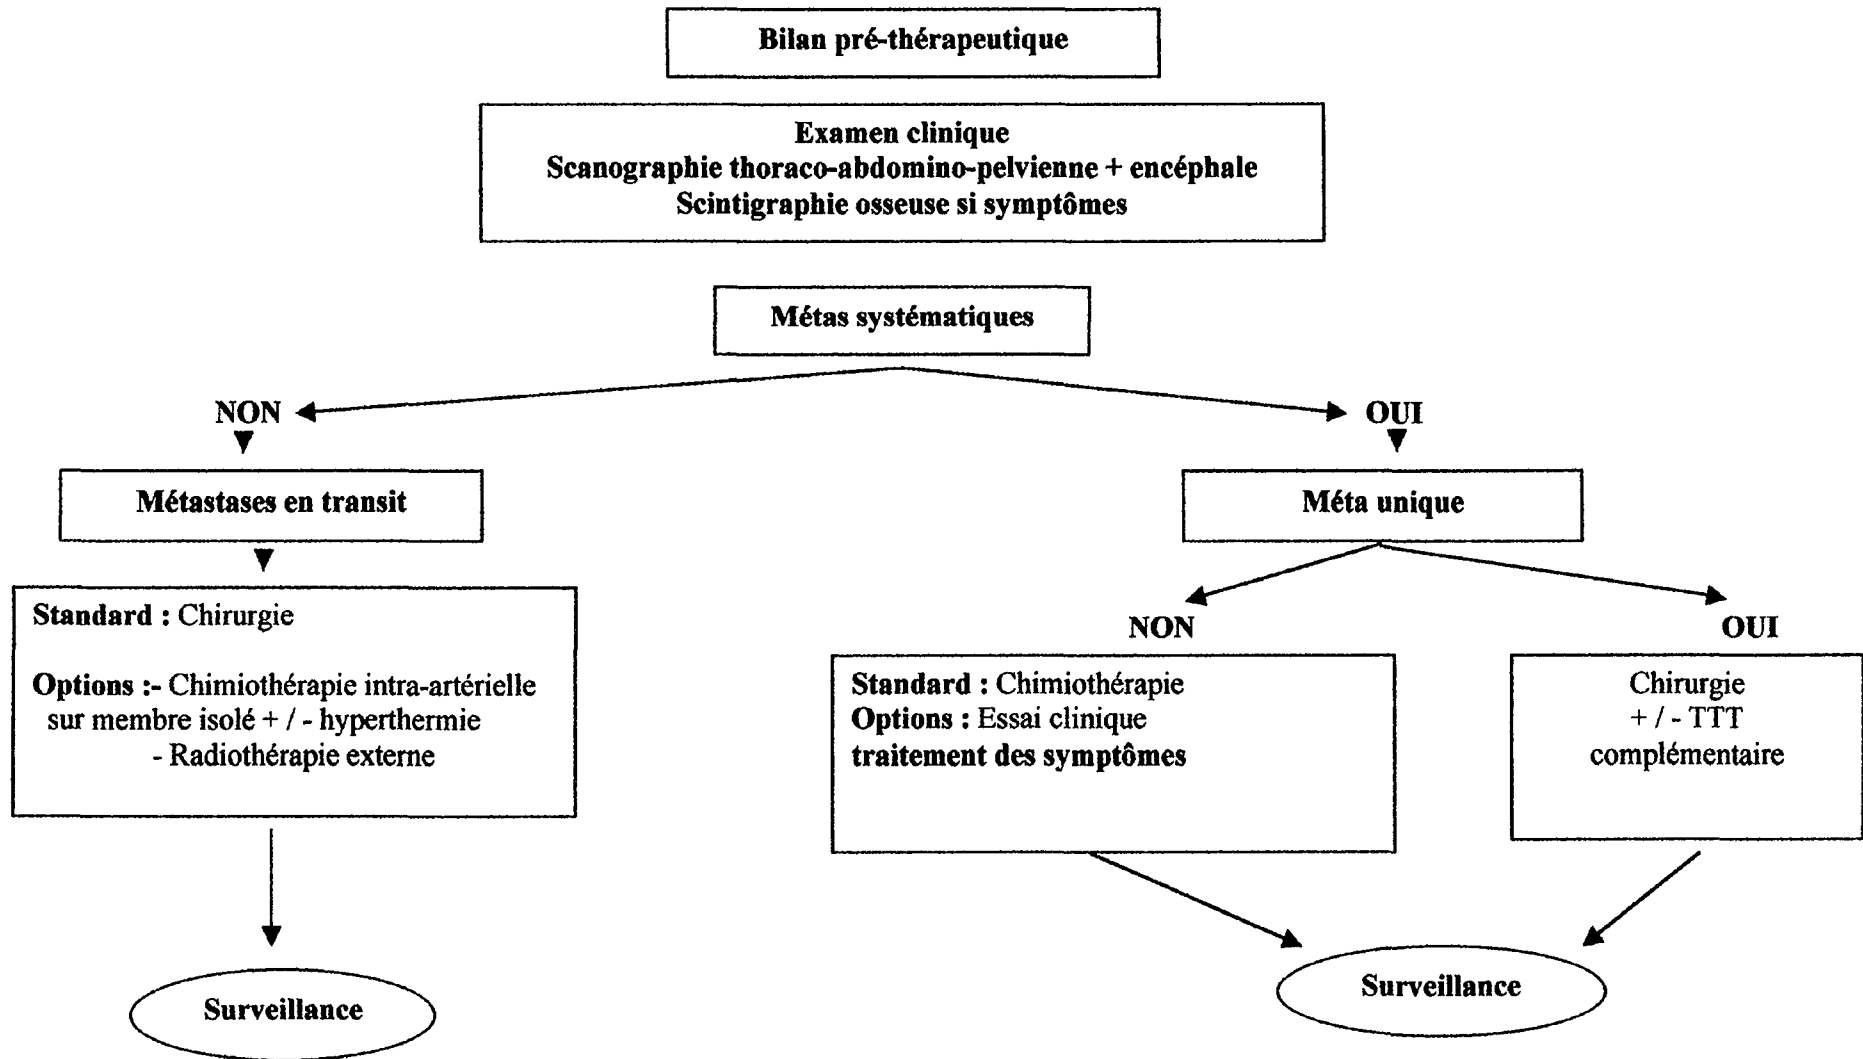 Bilan pré-thérapeutique
Examen clinique
Scanographie thoraco-abdomino-pelvienne + encéphale
Scintigraphie osseuse si symptômes
Métas systématiques
NON
OUI
Métastases en transit
Méta unique
Standard : Chirurgie
Options :- Chimiothérapie intra-artérielle
sur membre isolé + / - hyperthermie
- Radiothérapie externe
NON
OUI
Standard : Chimiothérapie
Options : Essai clinique
traitement des symptômes
Chirurgie
+ / - TTT
complémentaire
Surveillance
Surveillance